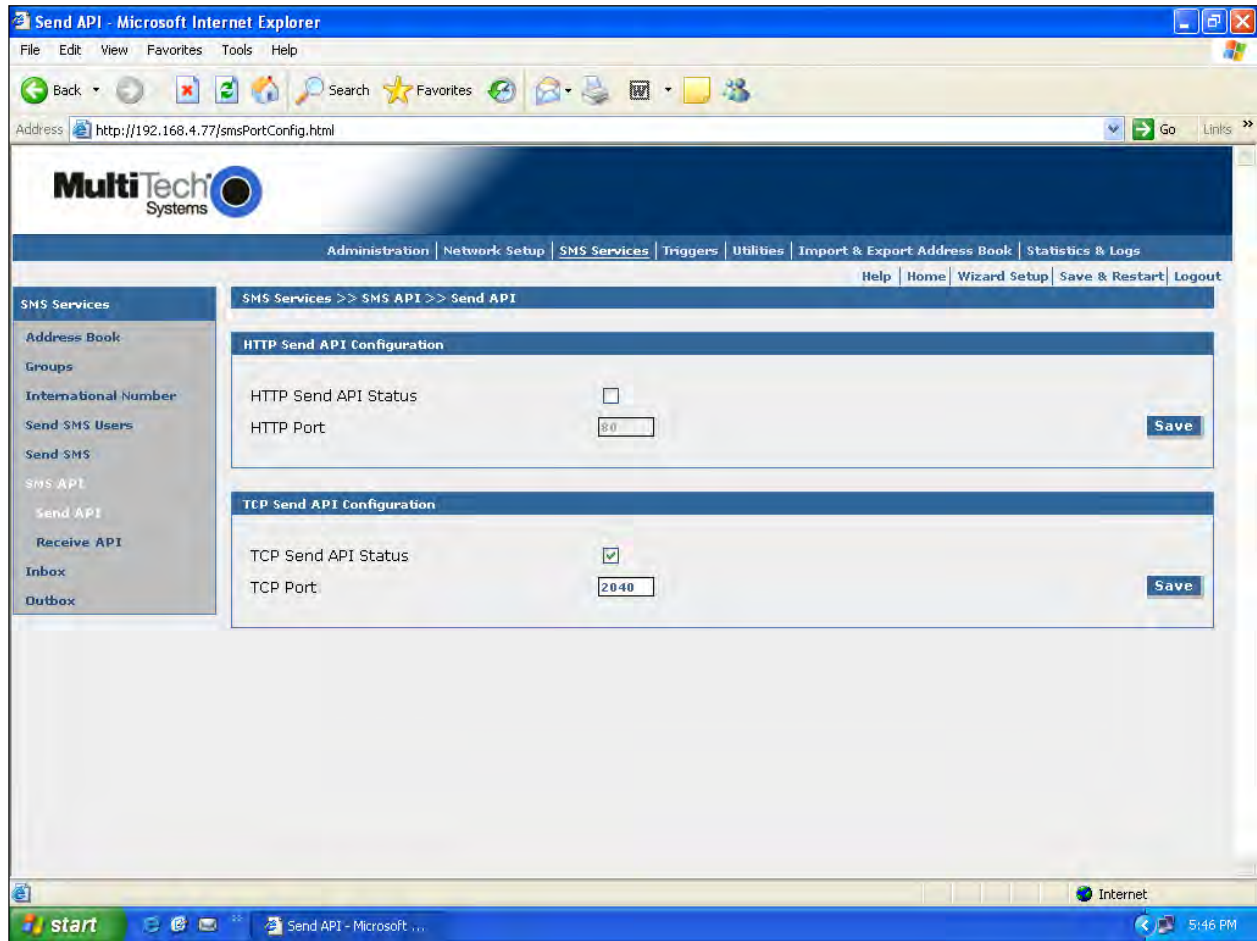 Send API - Microsoft Internet Explorer
File Edit View Favorites Tools Help
Back Search Favorites
Address http://192.168.4.77/smsPortConfig.html Go Links »
MultiTech
Systems
Administration | Network Setup | SMS Services | Triggers | Utilities | Import & Export Address Book | Statistics & Logs
Help | Home | Wizard Setup | Save & Restart | Logout
SMS Services
SMS Services >> SMS API >> Send API
Address Book
Groups
International Number
Send SMS Users
Send SMS
SMS API
Send API
Receive API
Inbox
Outbox
HTTP Send API Configuration
HTTP Send API Status
HTTP Port 80 Save
TCP Send API Configuration
TCP Send API Status
TCP Port 2040 Save
Internet
start » Send API - Microsoft ... 5:46 PM